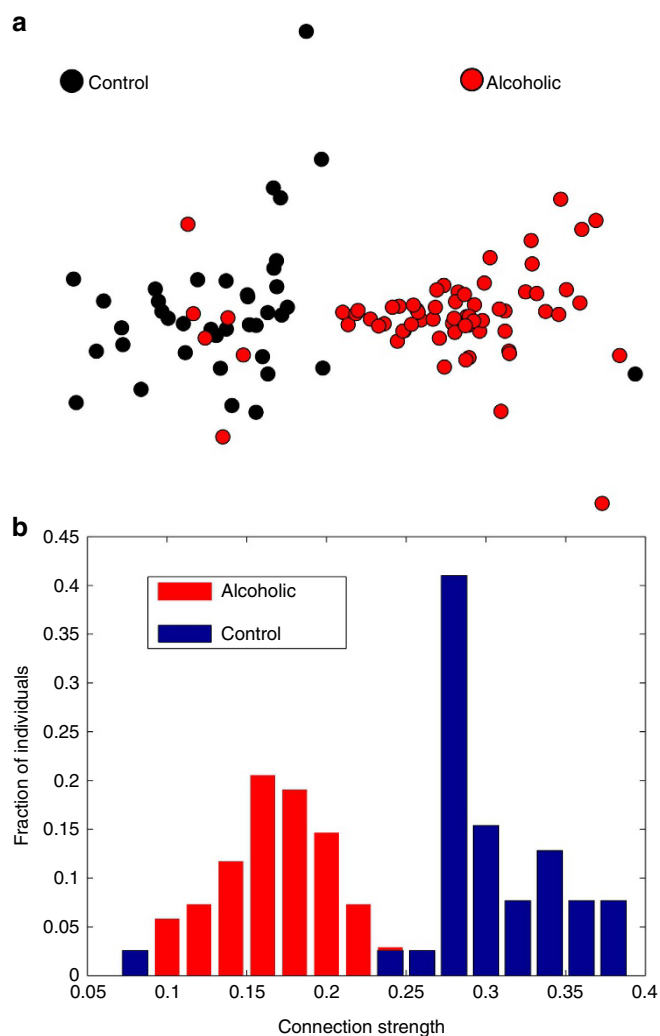 a
Control
Alcoholic
b
0.45
0.4
0.35
0.3
0.25
0.2
0.15
0.1
0.05
0
Fraction of individuals
Alcoholic
Control
0.05
0.1
0.15
0.2
0.25
0.3
0.35
0.4
Connection strength